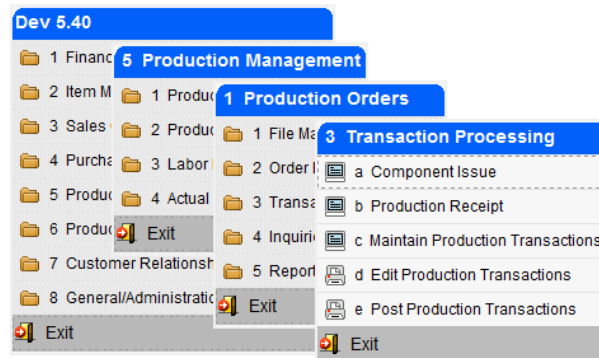 Dev 5.40
1 Financ
2 Item M
3 Sales
4 Purcha
5 Produc
6 Produc
7 Customer Relationsh
8 General/Administratio
Exit
5 Production Management
1 Produc
2 Produc
3 Labor
4 Actual
Exit
1 Production Orders
1 File Ma
2 Order
3 Transa
4 Inquiri
5 Report
Exit
3 Transaction Processing
a Component Issue
b Production Receipt
c Maintain Production Transactions
d Edit Production Transactions
e Post Production Transactions
Exit